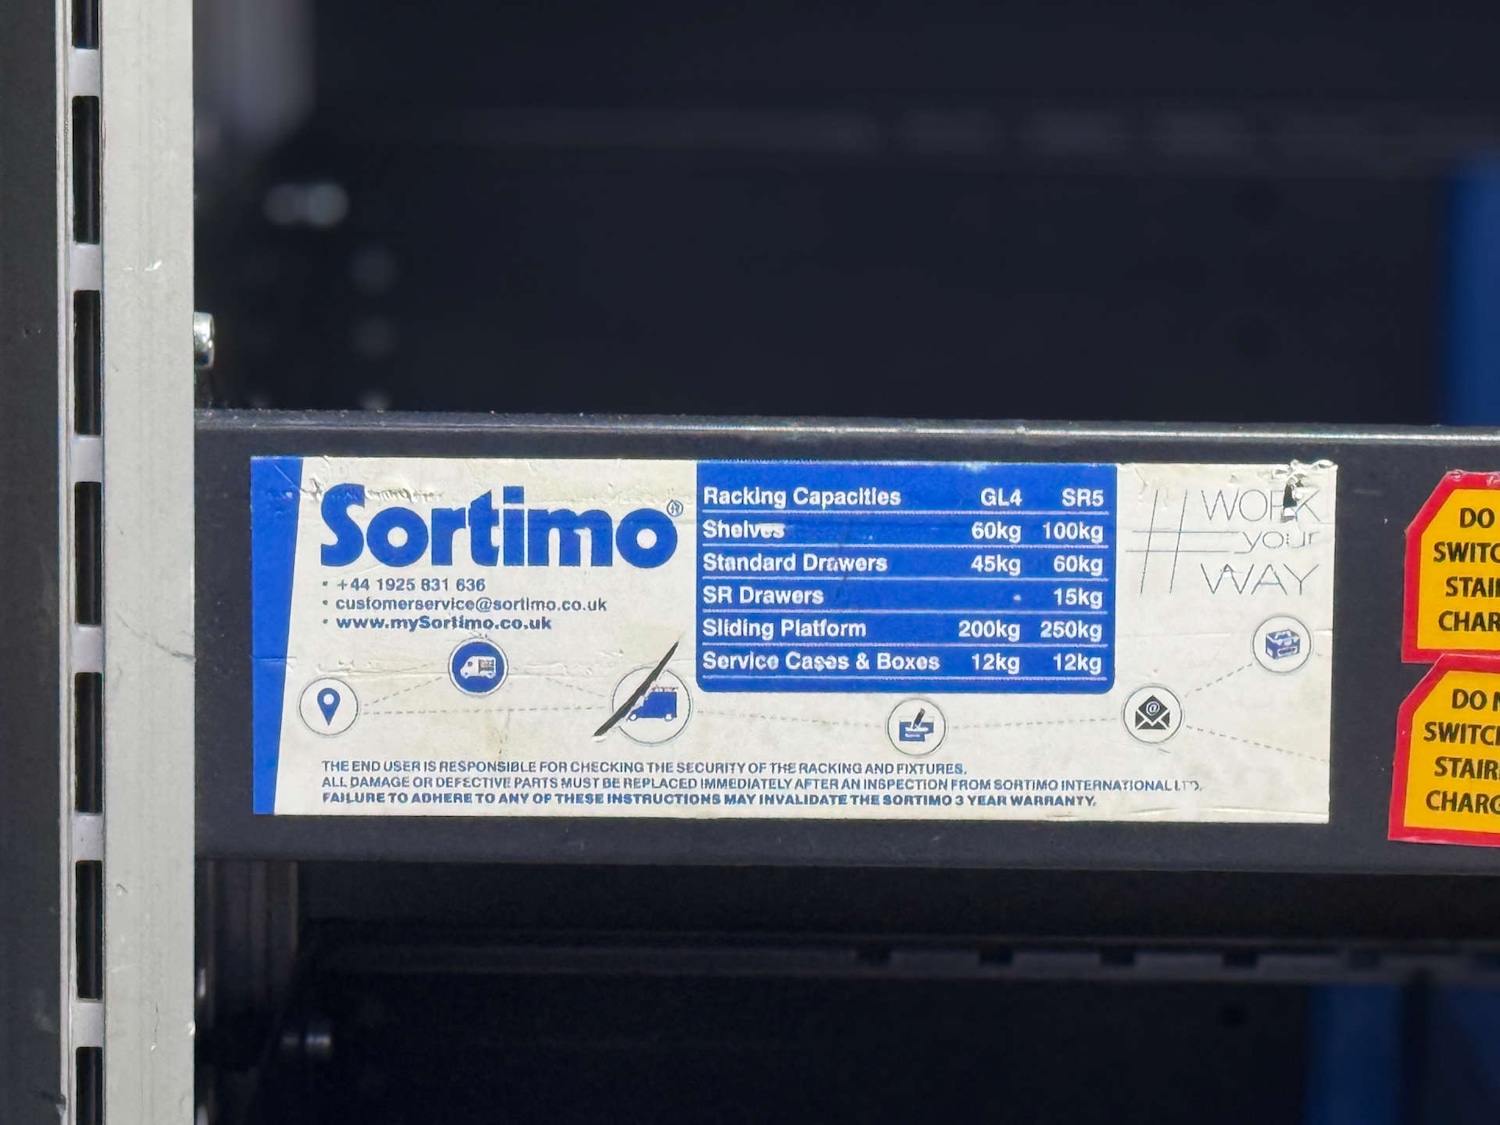 Sortimo®
• +44 1925 831 636
• customerservice@sortimo.co.uk
• www.mySortimo.co.uk
Racking Capacities GL4 SR5
Shelves 60kg 100kg
Standard Drawers 45kg 60kg
SR Drawers - 15kg
Sliding Platform 200kg 250kg
Service Cases & Boxes 12kg 12kg
# WORK
your
WAY
@
THE END USER IS RESPONSIBLE FOR CHECKING THE SECURITY OF THE RACKING AND FIXTURES.
ALL DAMAGE OR DEFECTIVE PARTS MUST BE REPLACED IMMEDIATELY AFTER AN INSPECTION FROM SORTIMO INTERNATIONAL LTD.
FAILURE TO ADHERE TO ANY OF THESE INSTRUCTIONS MAY INVALIDATE THE SORTIMO 3 YEAR WARRANTY.
DO
SWITC
STAI
CHAR
DO N
SWITC
STAIR
CHARG